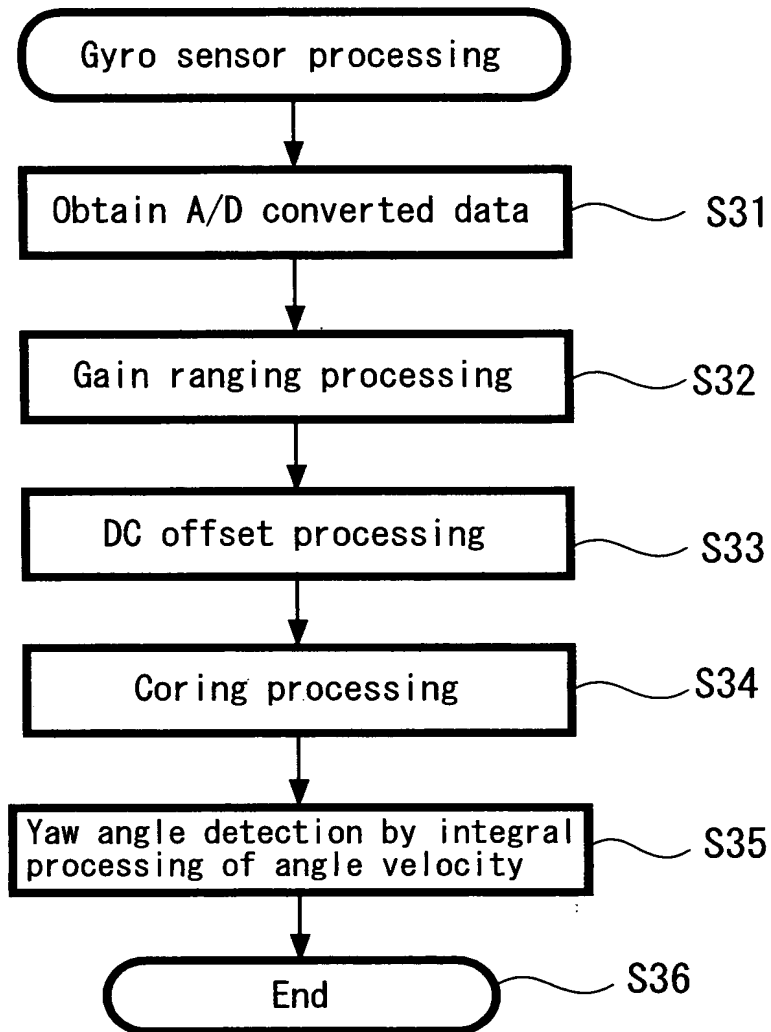 Gyro sensor processing
Obtain A/D converted data
S31
Gain ranging processing
S32
DC offset processing
S33
Coring processing
S34
Yaw angle detection by integral
processing of angle velocity
S35
End
S36